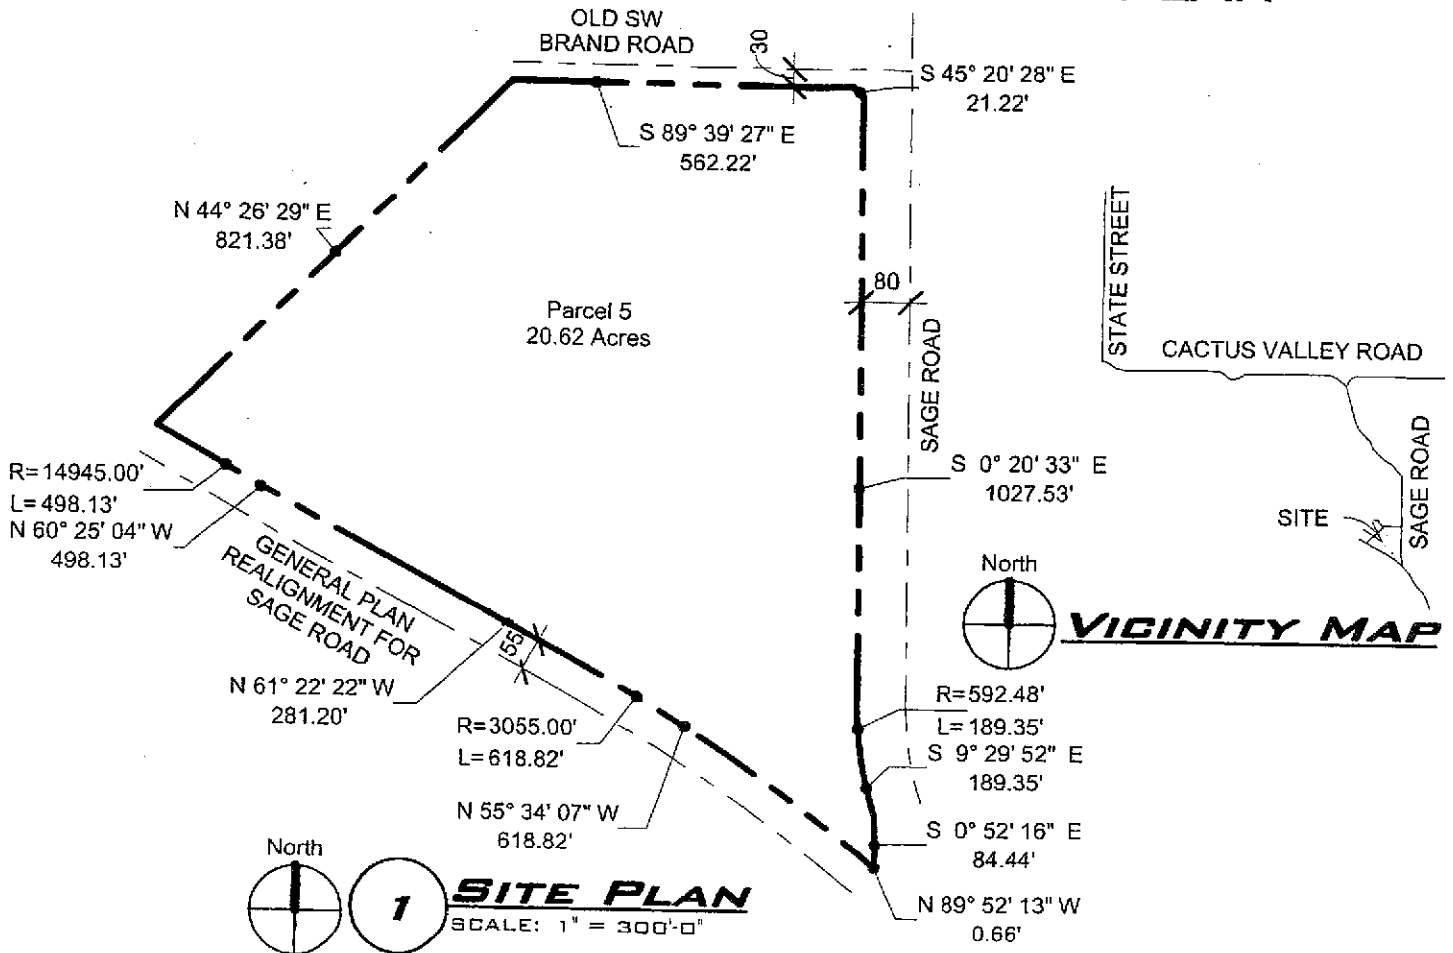 OLD SW
BRAND ROAD
30
S 45° 20' 28" E
21.22'
S 89° 39' 27" E
562.22'
N 44° 26' 29" E
821.38'
Parcel 5
20.62 Acres
80
SAGE ROAD
STATE STREET
CACTUS VALLEY ROAD
SAGE ROAD
SITE
R=14945.00'
L=498.13'
N 60° 25' 04" W
498.13'
S 0° 20' 33" E
1027.53'
GENERAL PLAN
REALIGNMENT FOR
SAGE ROAD
55
North
VICINITY MAP
N 61° 22' 22" W
281.20'
R=3055.00'
L=618.82'
R=592.48'
L=189.35'
S 9° 29' 52" E
189.35'
N 55° 34' 07" W
618.82'
S 0° 52' 16" E
84.44'
N 89° 52' 13" W
0.66'
North
1
SITE PLAN
SCALE: 1" = 300'-0"